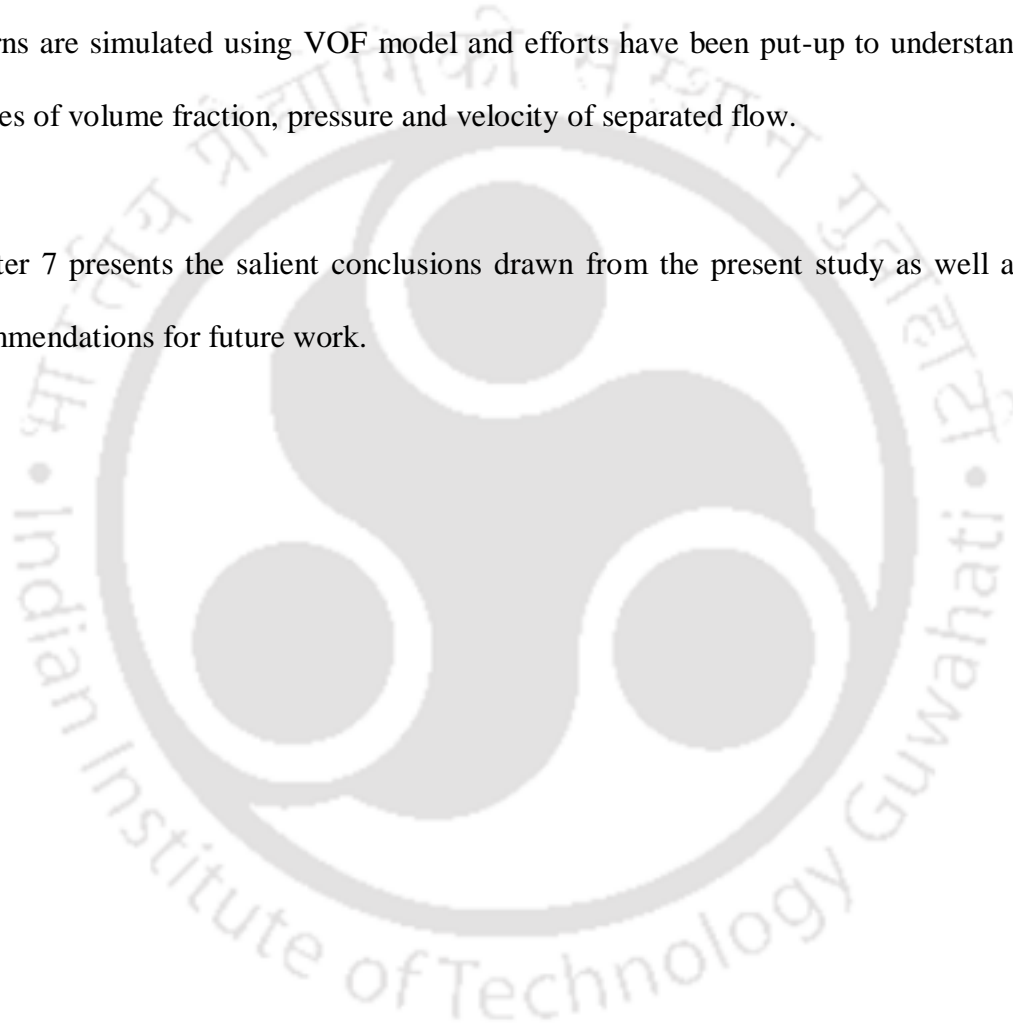 rns are simulated using VOF model and efforts have been put-up to understan
es of volume fraction, pressure and velocity of separated flow.
ter 7 presents the salient conclusions drawn from the present study as well a
nmendations for future work.
भारतीय प्रौद्योगिकी संस्थान गुवाहाटी
• Indian Institute of Technology Guwahati •